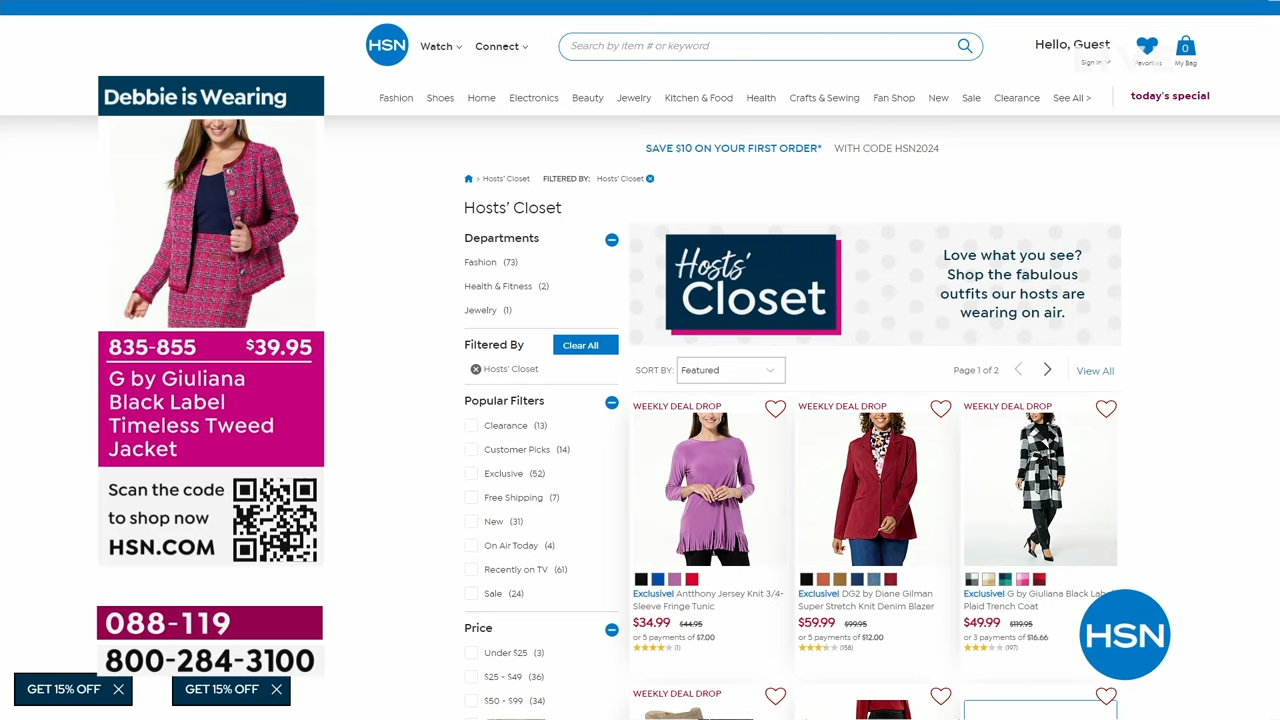 HSN
Watch
Connect
Search by item # or keyword
Hello, Guest
Sign In
Favorites
0
My Bag
Debbie is Wearing
Fashion
Shoes
Home
Electronics
Beauty
Jewelry
Kitchen & Food
Health
Crafts & Sewing
Fan Shop
New
Sale
Clearance
See All >
today's special
SAVE $10 ON YOUR FIRST ORDER* WITH CODE HSN2024
> Hosts' Closet FILTERED BY: Hosts' Closet
Hosts' Closet
Departments
Fashion (73)
Health & Fitness (2)
Jewelry (1)
Filtered By
Clear All
Hosts' Closet
Popular Filters
Clearance (13)
Customer Picks (14)
Exclusive (52)
Free Shipping (7)
New (31)
On Air Today (4)
Recently on TV (61)
Sale (24)
Price
Under $25 (3)
$25 - $49 (36)
$50 - $99 (34)
Hosts'
Closet
Love what you see?
Shop the fabulous
outfits our hosts are
wearing on air.
SORT BY: Featured
Page 1 of 2
View All
WEEKLY DEAL DROP
Exclusive! Antthony Jersey Knit 3/4-
Sleeve Fringe Tunic
$34.99 $44.95
or 5 payments of $7.00
(1)
WEEKLY DEAL DROP
Exclusive! DG2 by Diane Gilman
Super Stretch Knit Denim Blazer
$59.99 $99.95
or 5 payments of $12.00
(158)
WEEKLY DEAL DROP
Exclusive! G by Giuliana Black
Plaid Trench Coat
$49.99 $119.95
or 3 payments of $16.66
(197)
WEEKLY DEAL DROP
WEEKLY DEAL DROP
HSN
835-855 $39.95
G by Giuliana
Black Label
Timeless Tweed
Jacket
Scan the code
to shop now
HSN.COM
088-119
800-284-3100
GET 15% OFF
GET 15% OFF